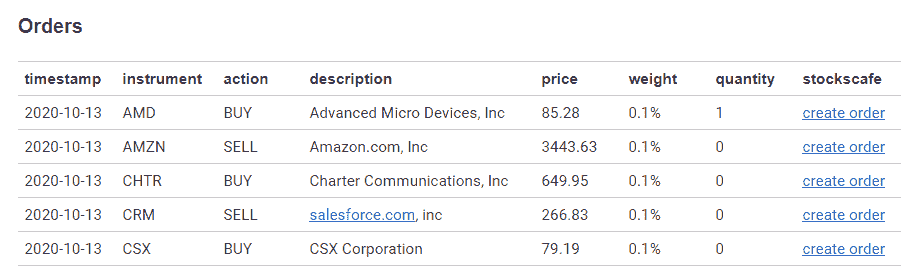 Orders
timestamp instrument action description price weight quantity stockscafe
2020-10-13 AMD BUY Advanced Micro Devices, Inc 85.28 0.1% 1 create order
2020-10-13 AMZN SELL Amazon.com, Inc 3443.63 0.1% 0 create order
2020-10-13 CHTR BUY Charter Communications, Inc 649.95 0.1% 0 create order
2020-10-13 CRM SELL salesforce.com, inc 266.83 0.1% 0 create order
2020-10-13 CSX BUY CSX Corporation 79.19 0.1% 0 create order